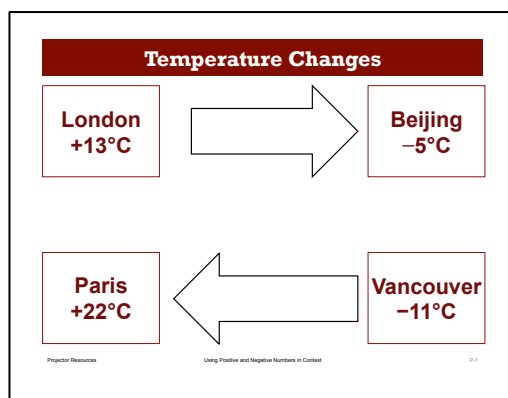 Temperature Changes
London
+13°C
Beijing
−5°C
Paris
+22°C
Vancouver
−11°C
Projector Resources
Using Positive and Negative Numbers in Context
P-1